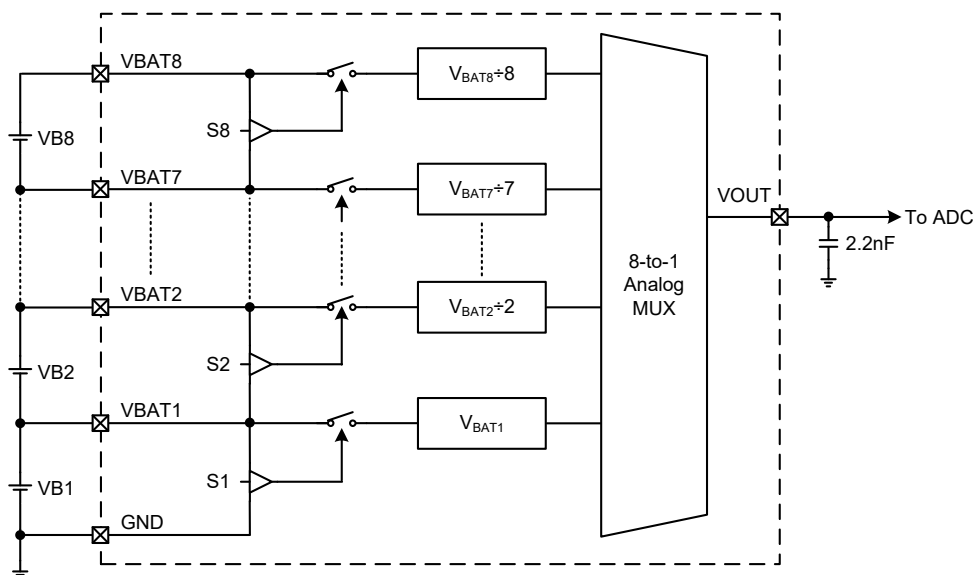 VBAT8
VBAT8÷8
S8
VB8
VBAT7
VBAT7÷7
VOUT
To ADC
2.2nF
8-to-1
Analog
MUX
VBAT2
VBAT2÷2
S2
VB2
VBAT1
VBAT1
S1
VB1
GND